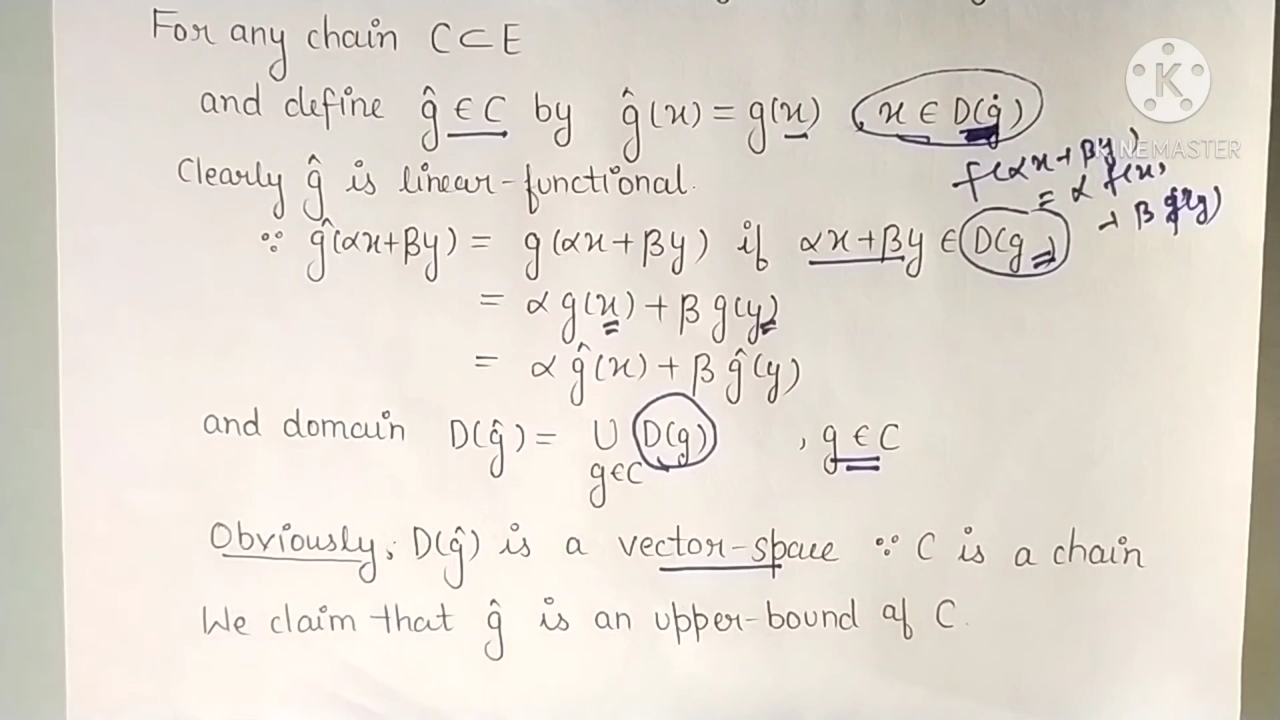 For any chain C⊂E
and define ĝ ∈ C by ĝ(x) = g(x) , x ∈ D(g)
K
KINEMASTER
Clearly ĝ is linear-functional.
f(αx+βy)
= α f(x)
+ β
∵ ĝ(αx+βy) = g(αx+βy) if αx+βy ∈ D(g)
= α g(x) + β g(y)
= α ĝ(x) + β ĝ(y)
and domain D(ĝ) = ∪ D(g) , g ∈ C
g∈C
Obviously, D(ĝ) is a vector-space ∵ C is a chain
We claim that ĝ is an upper-bound of C.